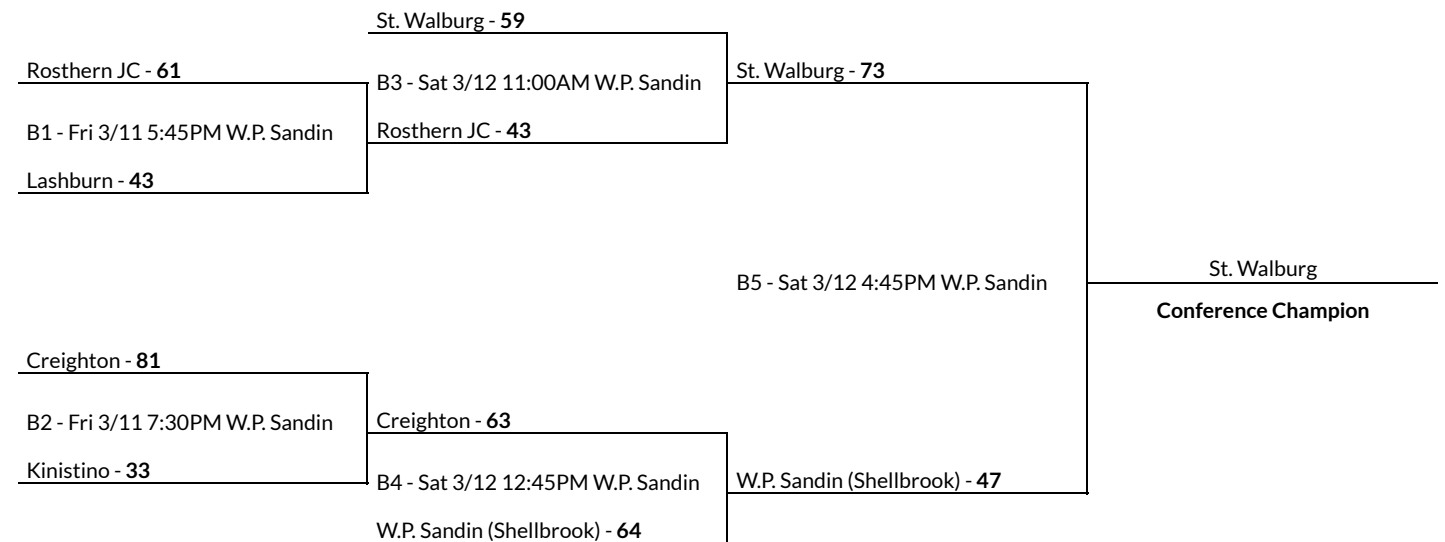 St. Walburg - 59
Rosthern JC - 61
B3 - Sat 3/12 11:00AM W.P. Sandin
St. Walburg - 73
B1 - Fri 3/11 5:45PM W.P. Sandin
Rosthern JC - 43
Lashburn - 43
B5 - Sat 3/12 4:45PM W.P. Sandin
St. Walburg
Conference Champion
Creighton - 81
B2 - Fri 3/11 7:30PM W.P. Sandin
Creighton - 63
Kinistino - 33
B4 - Sat 3/12 12:45PM W.P. Sandin
W.P. Sandin (Shellbrook) - 47
W.P. Sandin (Shellbrook) - 64